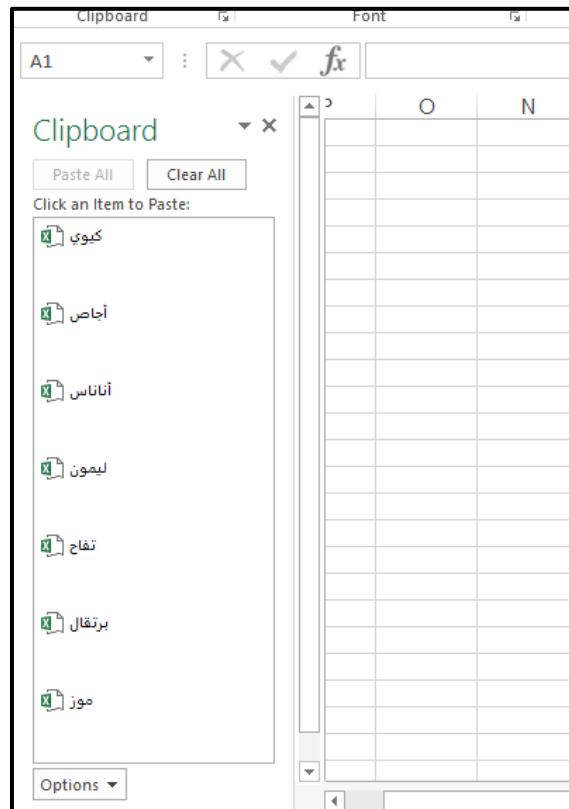 Clipboard Font
A1 fx
P O N
Clipboard
Paste All Clear All
Click an Item to Paste:
كيوي
أجاص
أناناس
ليمون
تفاح
برتقال
موز
Options